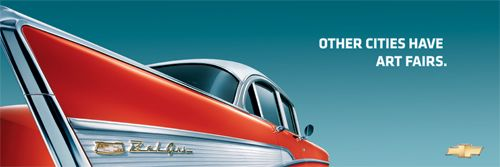 OTHER CITIES HAVE
ART FAIRS.
Bel Air